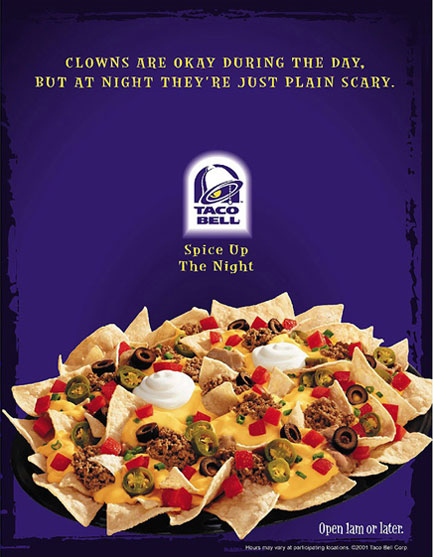 CLOWNS ARE OKAY DURING THE DAY,
BUT AT NIGHT THEY'RE JUST PLAIN SCARY.
TACO
BELL
Spice Up
The Night
Open 1am or later.
Hours may vary at participating locations. ©2001 Taco Bell Corp.